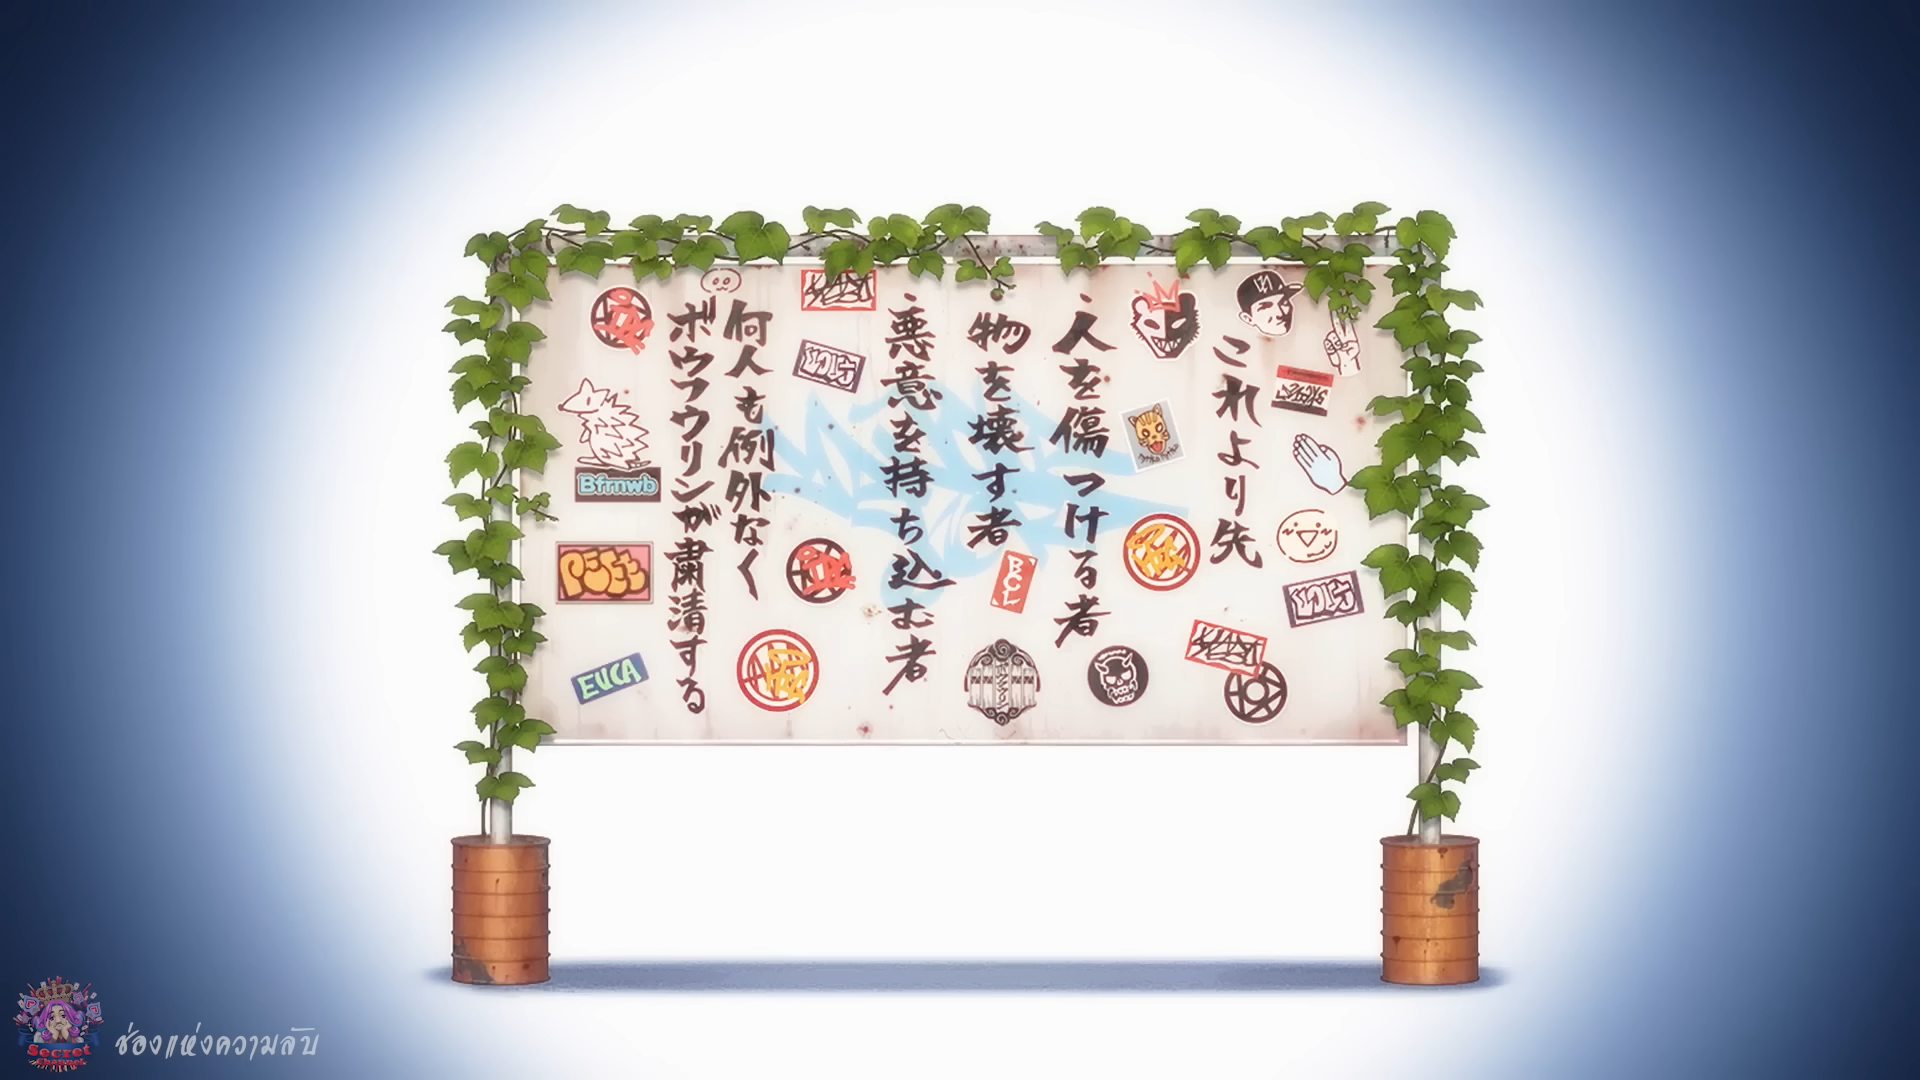 これより先
・人を傷つける者
・物を壊す者
・悪意を持ち込む者
何人も例外なく
ボウフウリンが粛清する
Bfrnwb
EUCA
BCL
Secret
Channel
ช่องแห่งความลับ